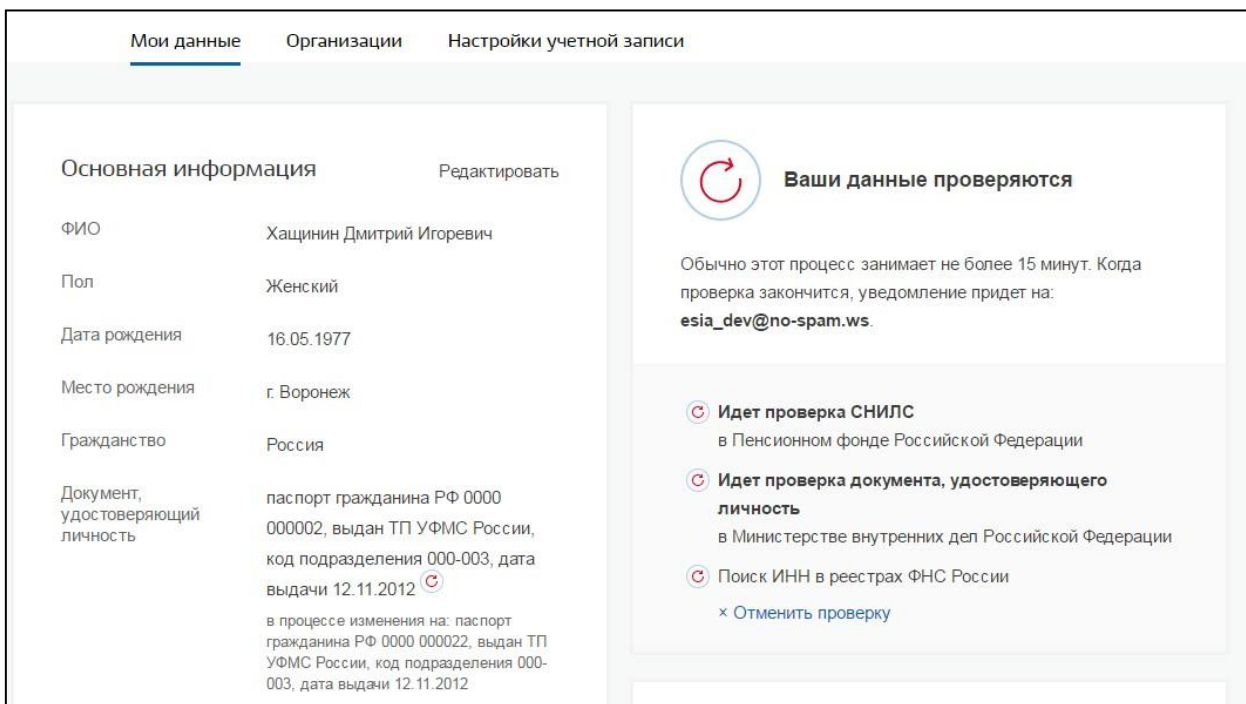 Мои данные Организации Настройки учетной записи
Основная информация Редактировать
ФИО Хащинин Дмитрий Игоревич
Пол Женский
Дата рождения 16.05.1977
Место рождения г. Воронеж
Гражданство Россия
Документ,
удостоверяющий
личность
паспорт гражданина РФ 0000
000002, выдан ТП УФМС России,
код подразделения 000-003, дата
выдачи 12.11.2012
в процессе изменения на: паспорт
гражданина РФ 0000 000022, выдан ТП
УФМС России, код подразделения 000-
003, дата выдачи 12.11.2012
Ваши данные проверяются
Обычно этот процесс занимает не более 15 минут. Когда
проверка закончится, уведомление придет на:
esia_dev@no-spam.ws.
Идет проверка СНИЛС
в Пенсионном фонде Российской Федерации
Идет проверка документа, удостоверяющего
личность
в Министерстве внутренних дел Российской Федерации
Поиск ИНН в реестрах ФНС России
× Отменить проверку